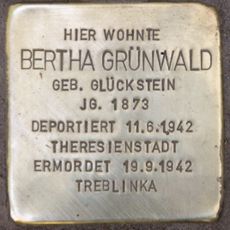 HIER WOHNTE
BERTHA GRÜNWALD
GEB. GLÜCKSTEIN
JG. 1873
DEPORTIERT 11.6.1942
THERESIENSTADT
ERMORDET 19.9.1942
TREBLINKA